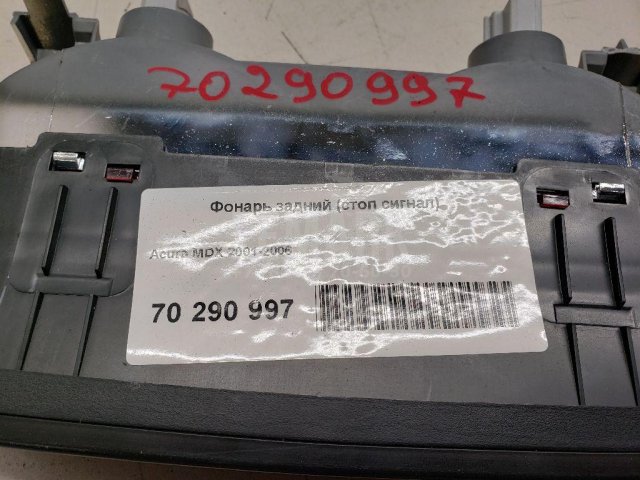 70290997
Фонарь задний (стоп сигнал)
Acura MDX 2001-2006
70 290 997